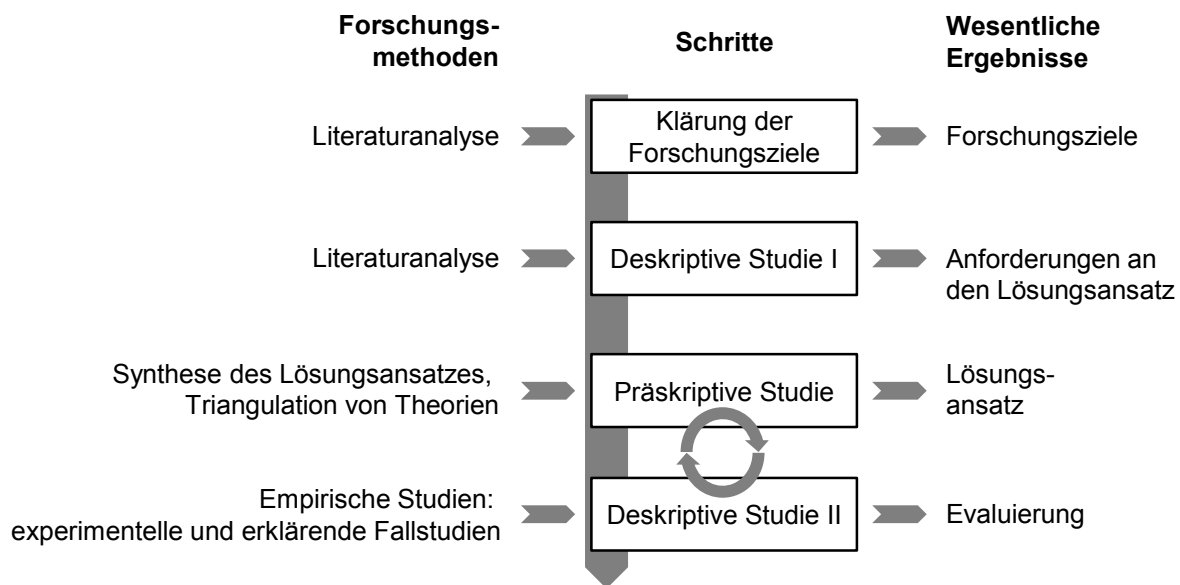 Forschungs-
methoden
Schritte
Wesentliche
Ergebnisse
Literaturanalyse
Klärung der
Forschungsziele
Forschungsziele
Literaturanalyse
Deskriptive Studie I
Anforderungen an
den Lösungsansatz
Synthese des Lösungsansatzes,
Triangulation von Theorien
Präskriptive Studie
Lösungs-
ansatz
Empirische Studien:
experimentelle und erklärende Fallstudien
Deskriptive Studie II
Evaluierung